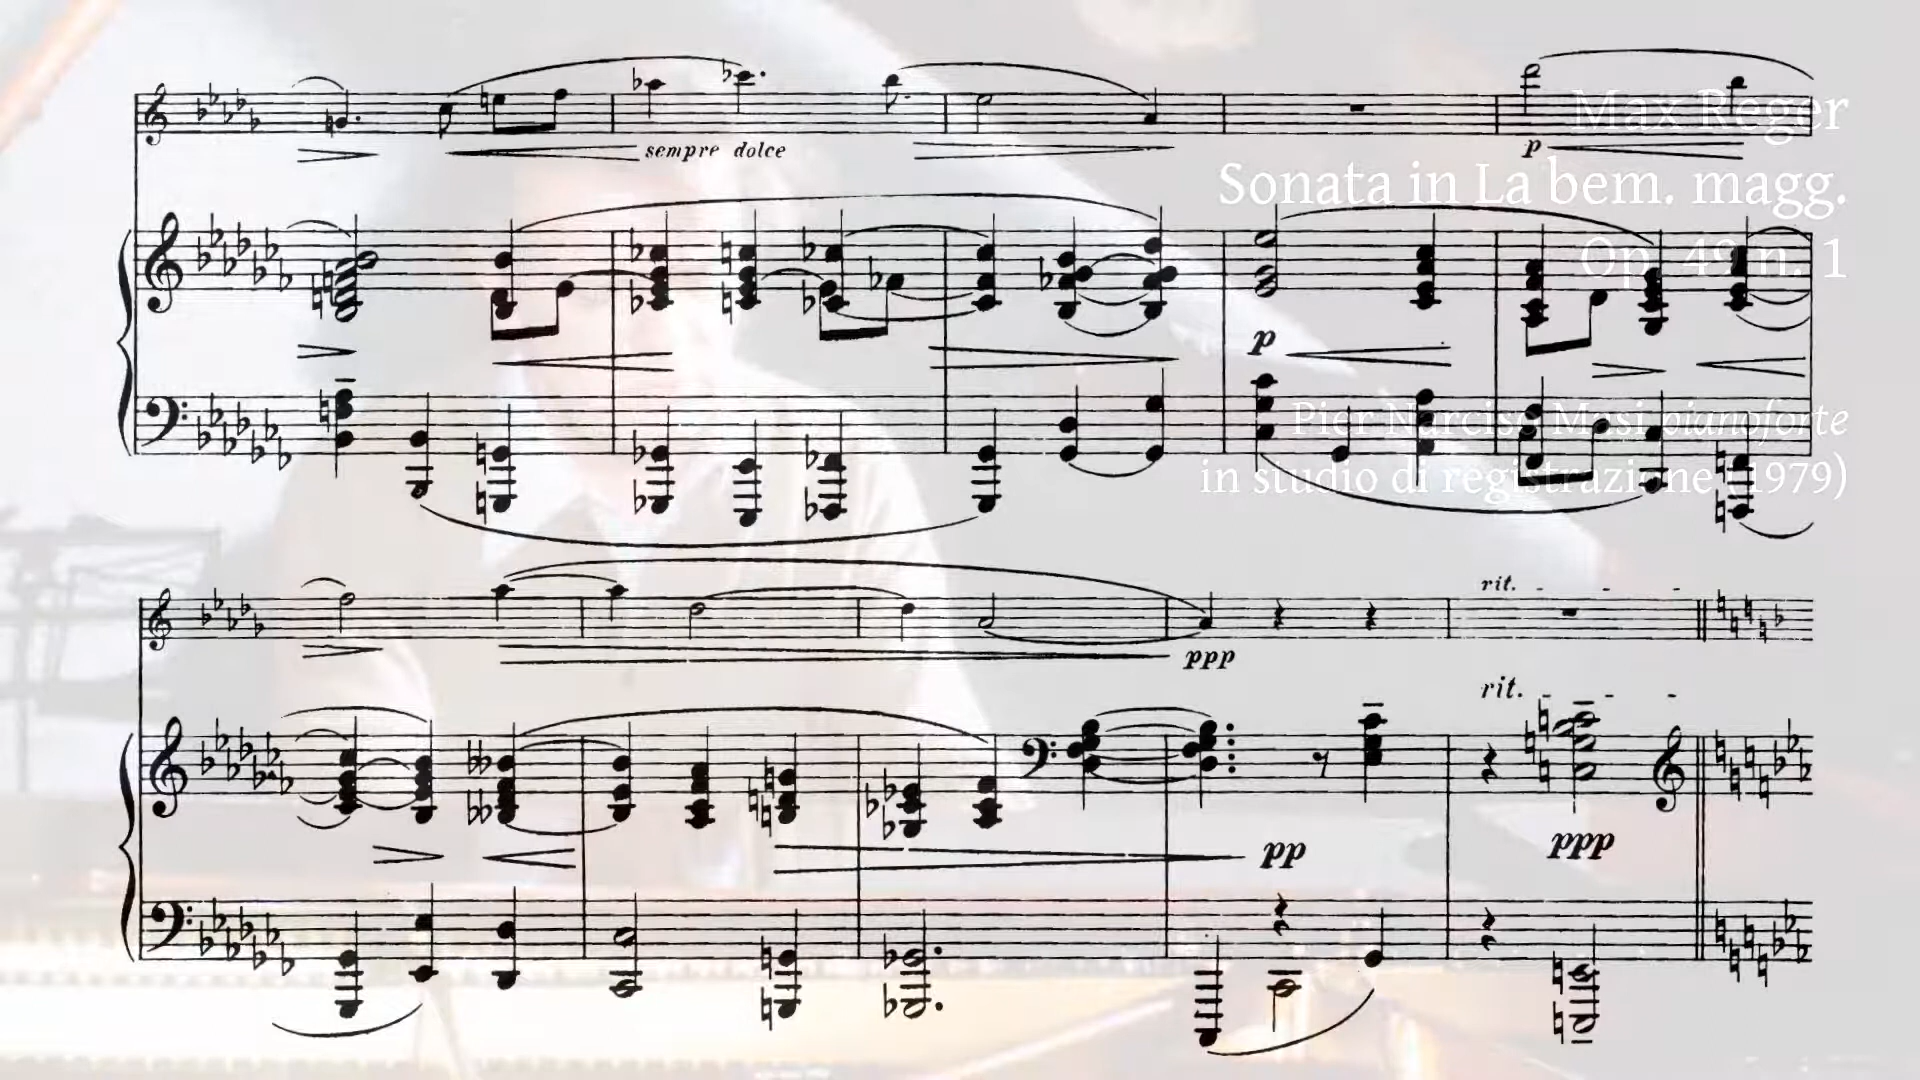 Max Reger
sempre dolce
p
Sonata in La bem. magg.
Op. 49 n. 1
p
Pier Narciso Masi pianoforte
in studio di registrazione (1979)
rit. - - -
ppp
rit. - - -
pp
ppp